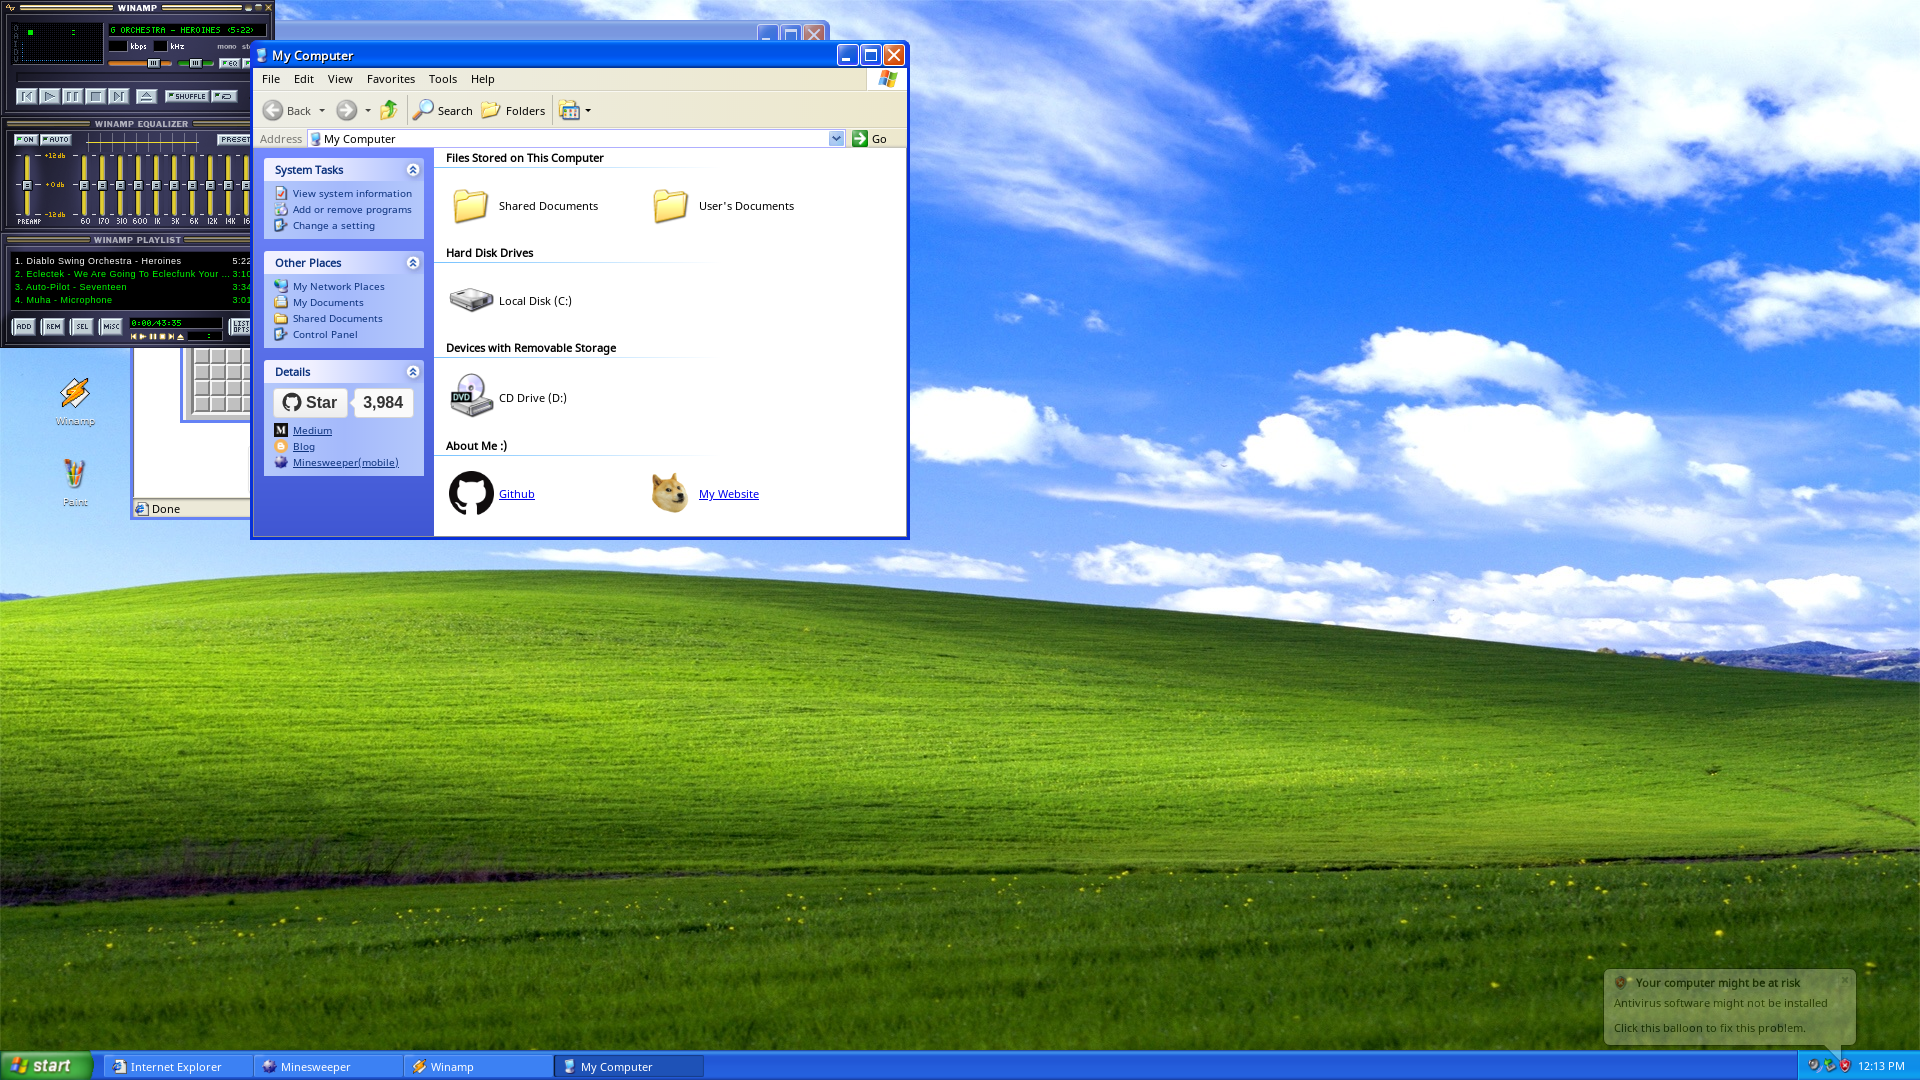 WINAMP
G ORCHESTRA - HEROINES (5:22)
kbps
kHz
mono
EQ
SHUFFLE
WINAMP EQUALIZER
ON
AUTO
+12db
+0db
-12db
PREAMP
60 170 310 600 1K 3K 6K 12K 14K
WINAMP PLAYLIST
1. Diablo Swing Orchestra - Heroines 5:22
2. Eclectek - We Are Going To Eclecfunk Your ... 3:10
3. Auto-Pilot - Seventeen 3:34
4. Muha - Microphone 3:01
ADD REM SEL MISC
0:00/43:35
LIST
OPTS
Winamp
Paint
Done
My Computer
File Edit View Favorites Tools Help
Back
Search
Folders
Address
My Computer
Go
System Tasks
View system information
Add or remove programs
Change a setting
Other Places
My Network Places
My Documents
Shared Documents
Control Panel
Details
Star
3,984
Medium
Blog
Minesweeper(mobile)
Files Stored on This Computer
Shared Documents
User's Documents
Hard Disk Drives
Local Disk (C:)
Devices with Removable Storage
DVD
CD Drive (D:)
About Me :)
Github
My Website
Your computer might be at risk
Antivirus software might not be installed
Click this balloon to fix this problem.
start
Internet Explorer
Minesweeper
Winamp
My Computer
12:13 PM